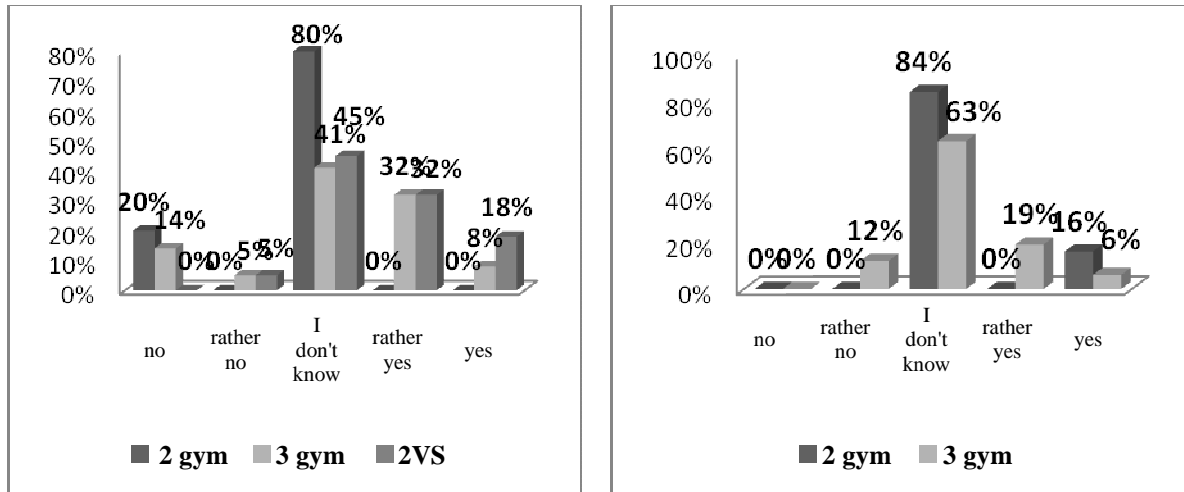 80%
80%
70%
60%
50%
40%
30%
20%
10%
0%
20%
14%
0%
0%
5%
5%
41%
45%
0%
32%
32%
0%
8%
18%
no
rather
no
I
don't
know
rather
yes
yes
2 gym 3 gym 2VS
100%
80%
60%
40%
20%
0%
0%
0%
0%
12%
84%
63%
0%
19%
16%
6%
no
rather
no
I
don't
know
rather
yes
yes
2 gym 3 gym